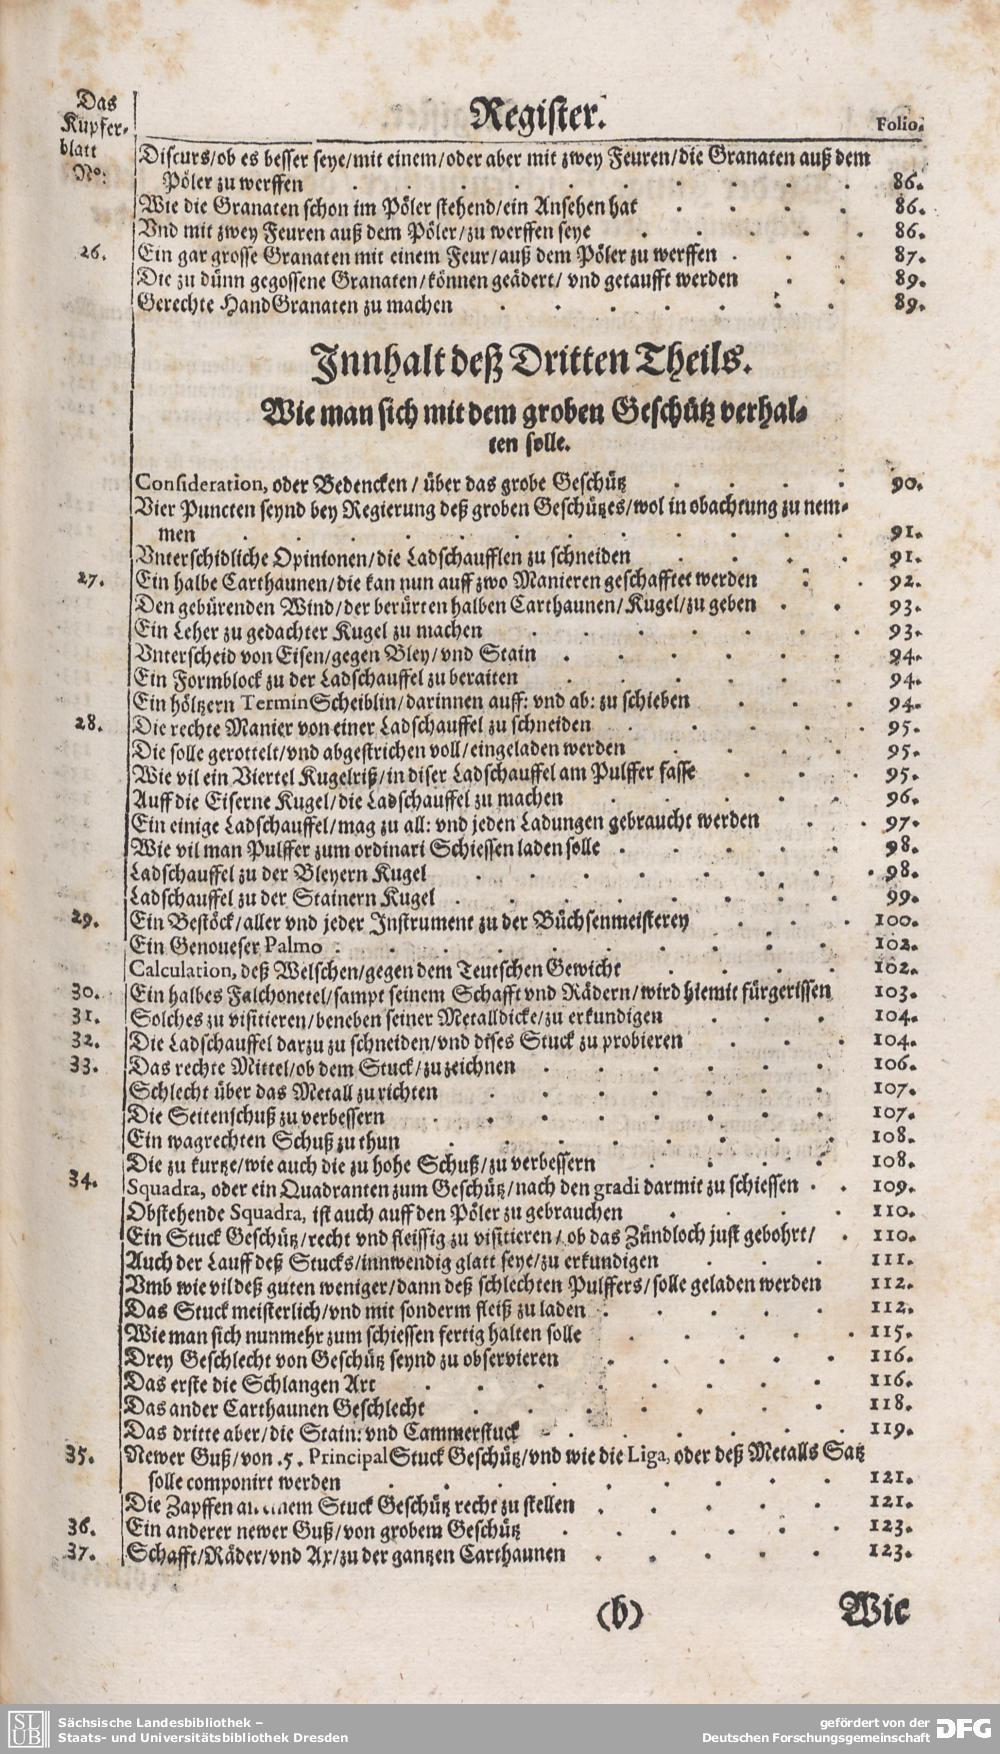 Das
Kupfer-
blatt
N°:
Register.
Folio.
Discurs/ob es besser seye/mit einem/oder aber mit zwey Feuren/die Granaten auß dem
Pöler zu werffen . . . . . . . . . . 86.
Wie die Granaten schon im Pöler stehend/ein Ansehen hat . . . . 86.
Vnd mit zwey Feuren auß dem Pöler/zu werffen seye . . . . 86.
26. Ein gar grosse Granaten mit einem Feur/auß dem Pöler zu werffen . . . 87.
Die zu dünn gegossene Granaten/können geädert/ vnd getaufft werden . . 89.
Gerechte HandGranaten zu machen . . . . . . . 89.
Innhalt deß Dritten Theils.
Wie man sich mit dem groben Geschütz verhal-
ten solle.
Consideration, oder Bedencken / über das grobe Geschütz . . . . 90.
Vier Puncten seynd bey Regierung deß groben Geschützes/wol in obachtung zu nem-
men . . . . . . . . . . . . 91.
Vnterschidliche Opinionen/die Ladschaufflen zu schneiden . . . . 91.
27. Ein halbe Carthaunen/die kan nun auff zwo Manieren geschafftet werden : . 92.
Den gebürenden Wind/der berürten halben Carthaunen/Kugel/zu geben . . 93.
Ein Leher zu gedachter Kugel zu machen . . . . . . . 93.
Vnterscheid von Eisen/gegen Bley/vnd Stain . . . . . . 94.
Ein Formblock zu der Ladschauffel zu beraiten . . . . . . 94.
Ein höltzern TerminScheiblin/darinnen auff: vnd ab: zu schieben . . . 94.
28. Die rechte Manier von einer Ladschauffel zu schneiden . . . . . 95.
Die solle gerottelt/vnd abgestrichen voll/eingeladen werden . . . . 95.
Wie vil ein Viertel Kugelriß/in diser Ladschauffel am Pulffer fasse . . . 95.
Auff die Eiserne Kugel/die Ladschauffel zu machen . . . . . 96.
Ein einige Ladschauffel/mag zu all: vnd jeden Ladungen gebraucht werden . . 97.
Wie vil man Pulffer zum ordinari Schiessen laden solle . . . . . 98.
Ladschauffel zu der Bleyern Kugel . . . . . . . . 98.
Ladschauffel zu der Stainern Kugel . . . . . . . . 99.
29. Ein Bestöck/aller vnd jeder Instrument zu der Büchsenmeisterey . . . 100.
Ein Genoueser Palmo : . . . . . . . . . 102.
Calculation, deß Welschen/gegen dem Teutschen Gewicht . . . . 102.
30. Ein halbes Falchonetel/sampt seinem Schafft vnd Rädern/wird hiemit fürgerissen 103.
31. Solches zu visitieren/beneben seiner Metalldicke/zu erkundigen . . . 104.
32. Die Ladschauffel darzu zu schneiden/vnd dises Stuck zu probieren . . . 104.
33. Das rechte Mittel/ob dem Stuck/zu zeichnen . . . . . . 106.
Schlecht über das Metall zu richten . . . . . . . 107.
Die Seitenschuß zu verbessern . . . . . . . . 107.
Ein wagrechten Schuß zu thun . . . . . . . . 108.
Die zu kurtze/wie auch die zu hohe Schuß/zu verbessern . . . . 108.
34. Squadra, oder ein Quadranten zum Geschütz/nach den gradi darmit zu schiessen . . 109.
Obstehende Squadra, ist auch auff den Pöler zu gebrauchen . . . . 110.
Ein Stuck Geschütz/recht vnd fleissig zu visitieren/ ob das Zündloch just gebohrt/ . 110.
Auch der Lauff deß Stucks/innwendig glatt seye/zu erkundigen . . . 111.
Vmb wie vil deß guten weniger/dann deß schlechten Pulffers/solle geladen werden 112.
Das Stuck meisterlich/vnd mit sonderm fleiß zu laden . . . . . 112.
Wie man sich nunmehr zum schiessen fertig halten solle . . . . . 115.
Drey Geschlecht von Geschütz seynd zu observieren . . . . . 116.
Das erste die Schlangen Art . . . . . . . . 116.
Das ander Carthaunen Geschlecht . . . . . . . 118.
Das dritte aber/die Stain: vnd Cammerstuck . . . . . . 119.
35. Newer Guß/von .5. PrincipalStuck Geschütz/vnd wie die Liga, oder deß Metalls Satz
solle componirt werden . . . . . . . . 121.
Die Zapffen an einem Stuck Geschütz recht zu stellen . . . . . 121.
36. Ein anderer newer Guß/von grobem Geschütz . . . . . . 123.
37. Schafft/Räder/vnd Ax/zu der gantzen Carthaunen . . . . . 123.
(b)
Wie
SLUB
Sächsische Landesbibliothek –
Staats- und Universitätsbibliothek Dresden
gefördert von der
Deutschen Forschungsgemeinschaft
DFG